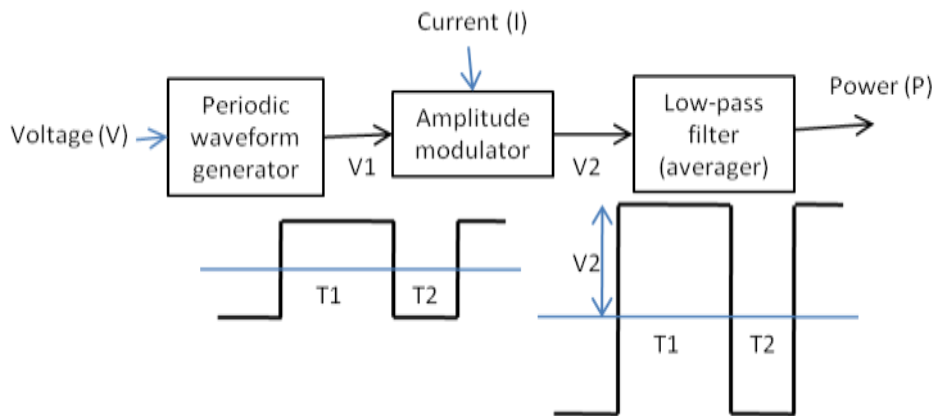 Current (I)
Voltage (V)
Periodic
waveform
generator
V1
Amplitude
modulator
V2
Low-pass
filter
(averager)
Power (P)
T1
T2
V2
T1
T2